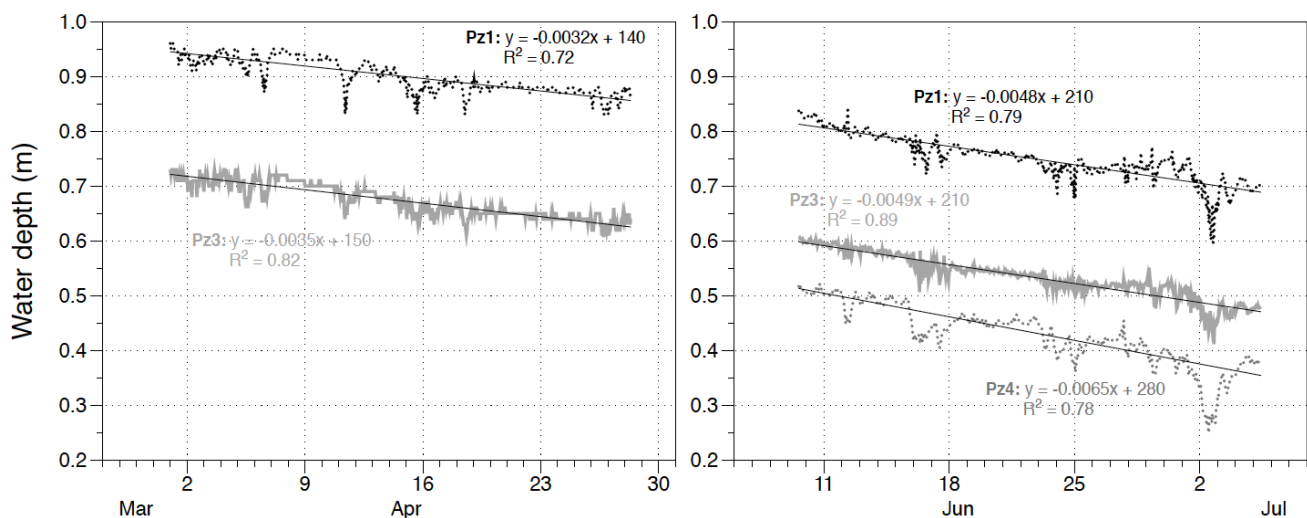 Water depth (m)
1.0
0.9
0.8
0.7
0.6
0.5
0.4
0.3
0.2
Pz1: y = -0.0032x + 140
R² = 0.72
Pz3: y = -0.0035x + 150
R² = 0.82
2
9
16
23
30
Mar
Apr
1.0
0.9
0.8
0.7
0.6
0.5
0.4
0.3
0.2
Pz1: y = -0.0048x + 210
R² = 0.79
Pz3: y = -0.0049x + 210
R² = 0.89
Pz4: y = -0.0065x + 280
R² = 0.78
11
18
25
2
Jun
Jul